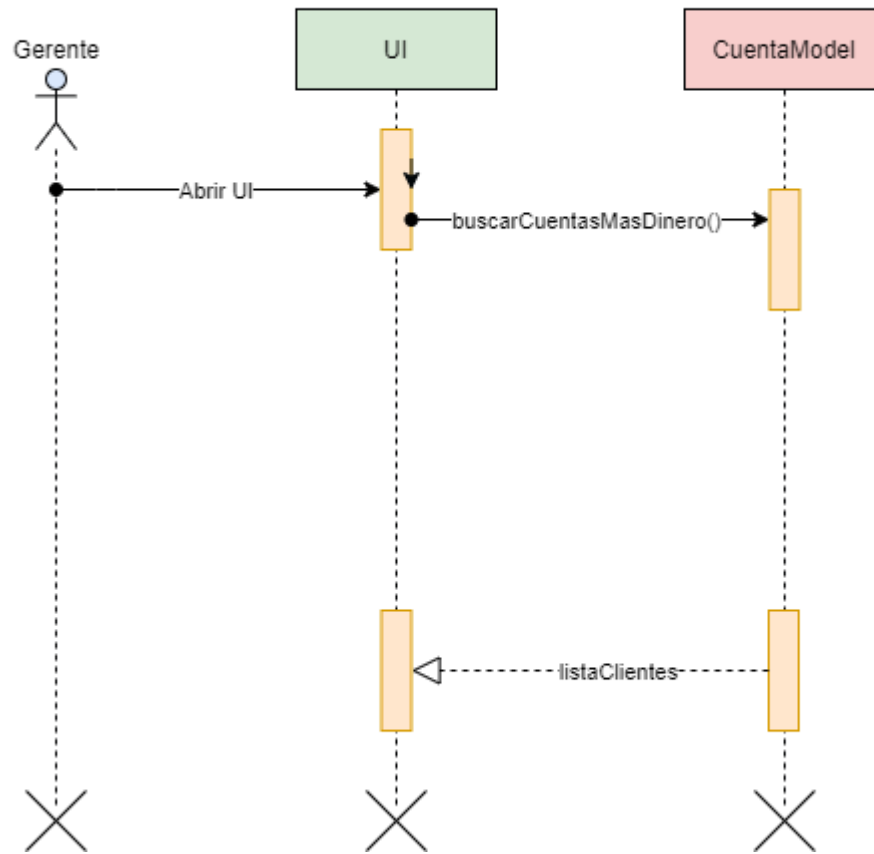 Gerente
UI
CuentaModel
Abrir UI
buscarCuentasMasDinero()
listaClientes